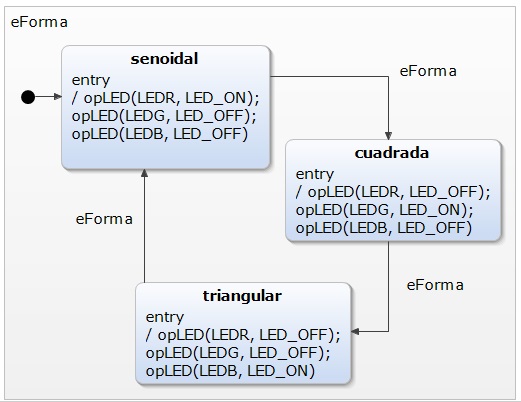 eForma
senoidal
entry
/ opLED(LEDR, LED_ON);
opLED(LEDG, LED_OFF);
opLED(LEDB, LED_OFF)
eForma
cuadrada
entry
/ opLED(LEDR, LED_OFF);
opLED(LEDG, LED_ON);
opLED(LEDB, LED_OFF)
eForma
eForma
triangular
entry
/ opLED(LEDR, LED_OFF);
opLED(LEDG, LED_OFF);
opLED(LEDB, LED_ON)